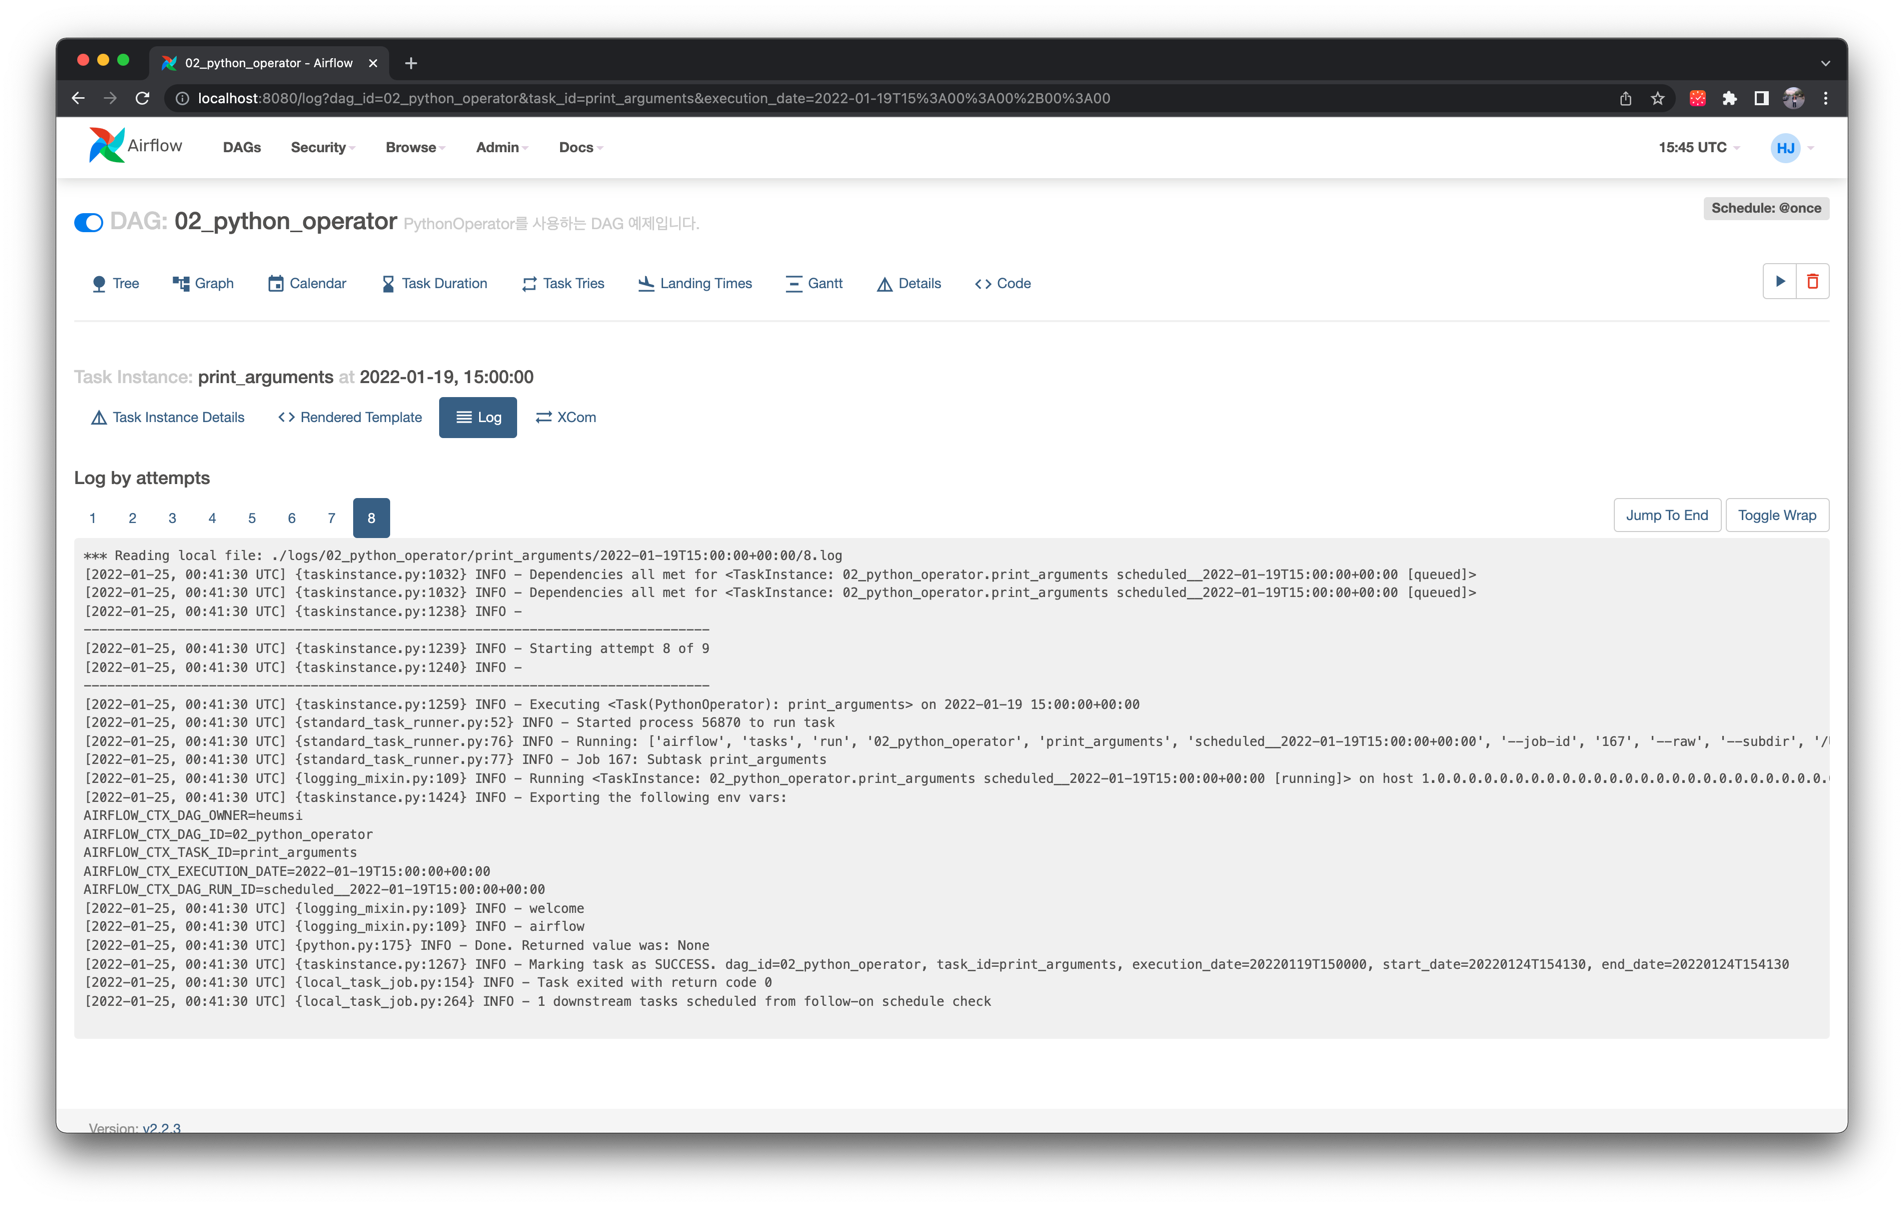 02_python_operator - Airflow
localhost:8080/log?dag_id=02_python_operator&task_id=print_arguments&execution_date=2022-01-19T15%3A00%3A00%2B00%3A00
Airflow DAGs Security Browse Admin Docs 15:45 UTC HJ
Schedule: @once
DAG: 02_python_operator PythonOperator를 사용하는 DAG 예제입니다.
Tree Graph Calendar Task Duration Task Tries Landing Times Gantt Details Code
Task Instance: print_arguments at 2022-01-19, 15:00:00
Task Instance Details Rendered Template Log XCom
Log by attempts
1 2 3 4 5 6 7 8 Jump To End Toggle Wrap
*** Reading local file: ./logs/02_python_operator/print_arguments/2022-01-19T15:00:00+00:00/8.log
[2022-01-25, 00:41:30 UTC] {taskinstance.py:1032} INFO - Dependencies all met for <TaskInstance: 02_python_operator.print_arguments scheduled__2022-01-19T15:00:00+00:00 [queued]>
[2022-01-25, 00:41:30 UTC] {taskinstance.py:1032} INFO - Dependencies all met for <TaskInstance: 02_python_operator.print_arguments scheduled__2022-01-19T15:00:00+00:00 [queued]>
[2022-01-25, 00:41:30 UTC] {taskinstance.py:1238} INFO -
--------------------------------------------------------------------------------
[2022-01-25, 00:41:30 UTC] {taskinstance.py:1239} INFO - Starting attempt 8 of 9
[2022-01-25, 00:41:30 UTC] {taskinstance.py:1240} INFO -
--------------------------------------------------------------------------------
[2022-01-25, 00:41:30 UTC] {taskinstance.py:1259} INFO - Executing <Task(PythonOperator): print_arguments> on 2022-01-19 15:00:00+00:00
[2022-01-25, 00:41:30 UTC] {standard_task_runner.py:52} INFO - Started process 56870 to run task
[2022-01-25, 00:41:30 UTC] {standard_task_runner.py:76} INFO - Running: ['airflow', 'tasks', 'run', '02_python_operator', 'print_arguments', 'scheduled__2022-01-19T15:00:00+00:00', '--job-id', '167', '--raw', '--subdir',
[2022-01-25, 00:41:30 UTC] {standard_task_runner.py:77} INFO - Job 167: Subtask print_arguments
[2022-01-25, 00:41:30 UTC] {logging_mixin.py:109} INFO - Running <TaskInstance: 02_python_operator.print_arguments scheduled__2022-01-19T15:00:00+00:00 [running]> on host 1.0.0.0.0.0.0.0.0.0.0.0.0.0.0.0.0.0.0.0.0.0.0.0.0.0.
[2022-01-25, 00:41:30 UTC] {taskinstance.py:1424} INFO - Exporting the following env vars:
AIRFLOW_CTX_DAG_OWNER=heumsi
AIRFLOW_CTX_DAG_ID=02_python_operator
AIRFLOW_CTX_TASK_ID=print_arguments
AIRFLOW_CTX_EXECUTION_DATE=2022-01-19T15:00:00+00:00
AIRFLOW_CTX_DAG_RUN_ID=scheduled__2022-01-19T15:00:00+00:00
[2022-01-25, 00:41:30 UTC] {logging_mixin.py:109} INFO - welcome
[2022-01-25, 00:41:30 UTC] {logging_mixin.py:109} INFO - airflow
[2022-01-25, 00:41:30 UTC] {python.py:175} INFO - Done. Returned value was: None
[2022-01-25, 00:41:30 UTC] {taskinstance.py:1267} INFO - Marking task as SUCCESS. dag_id=02_python_operator, task_id=print_arguments, execution_date=20220119T150000, start_date=20220124T154130, end_date=20220124T154130
[2022-01-25, 00:41:30 UTC] {local_task_job.py:154} INFO - Task exited with return code 0
[2022-01-25, 00:41:30 UTC] {local_task_job.py:264} INFO - 1 downstream tasks scheduled from follow-on schedule check
Version: v2.2.3